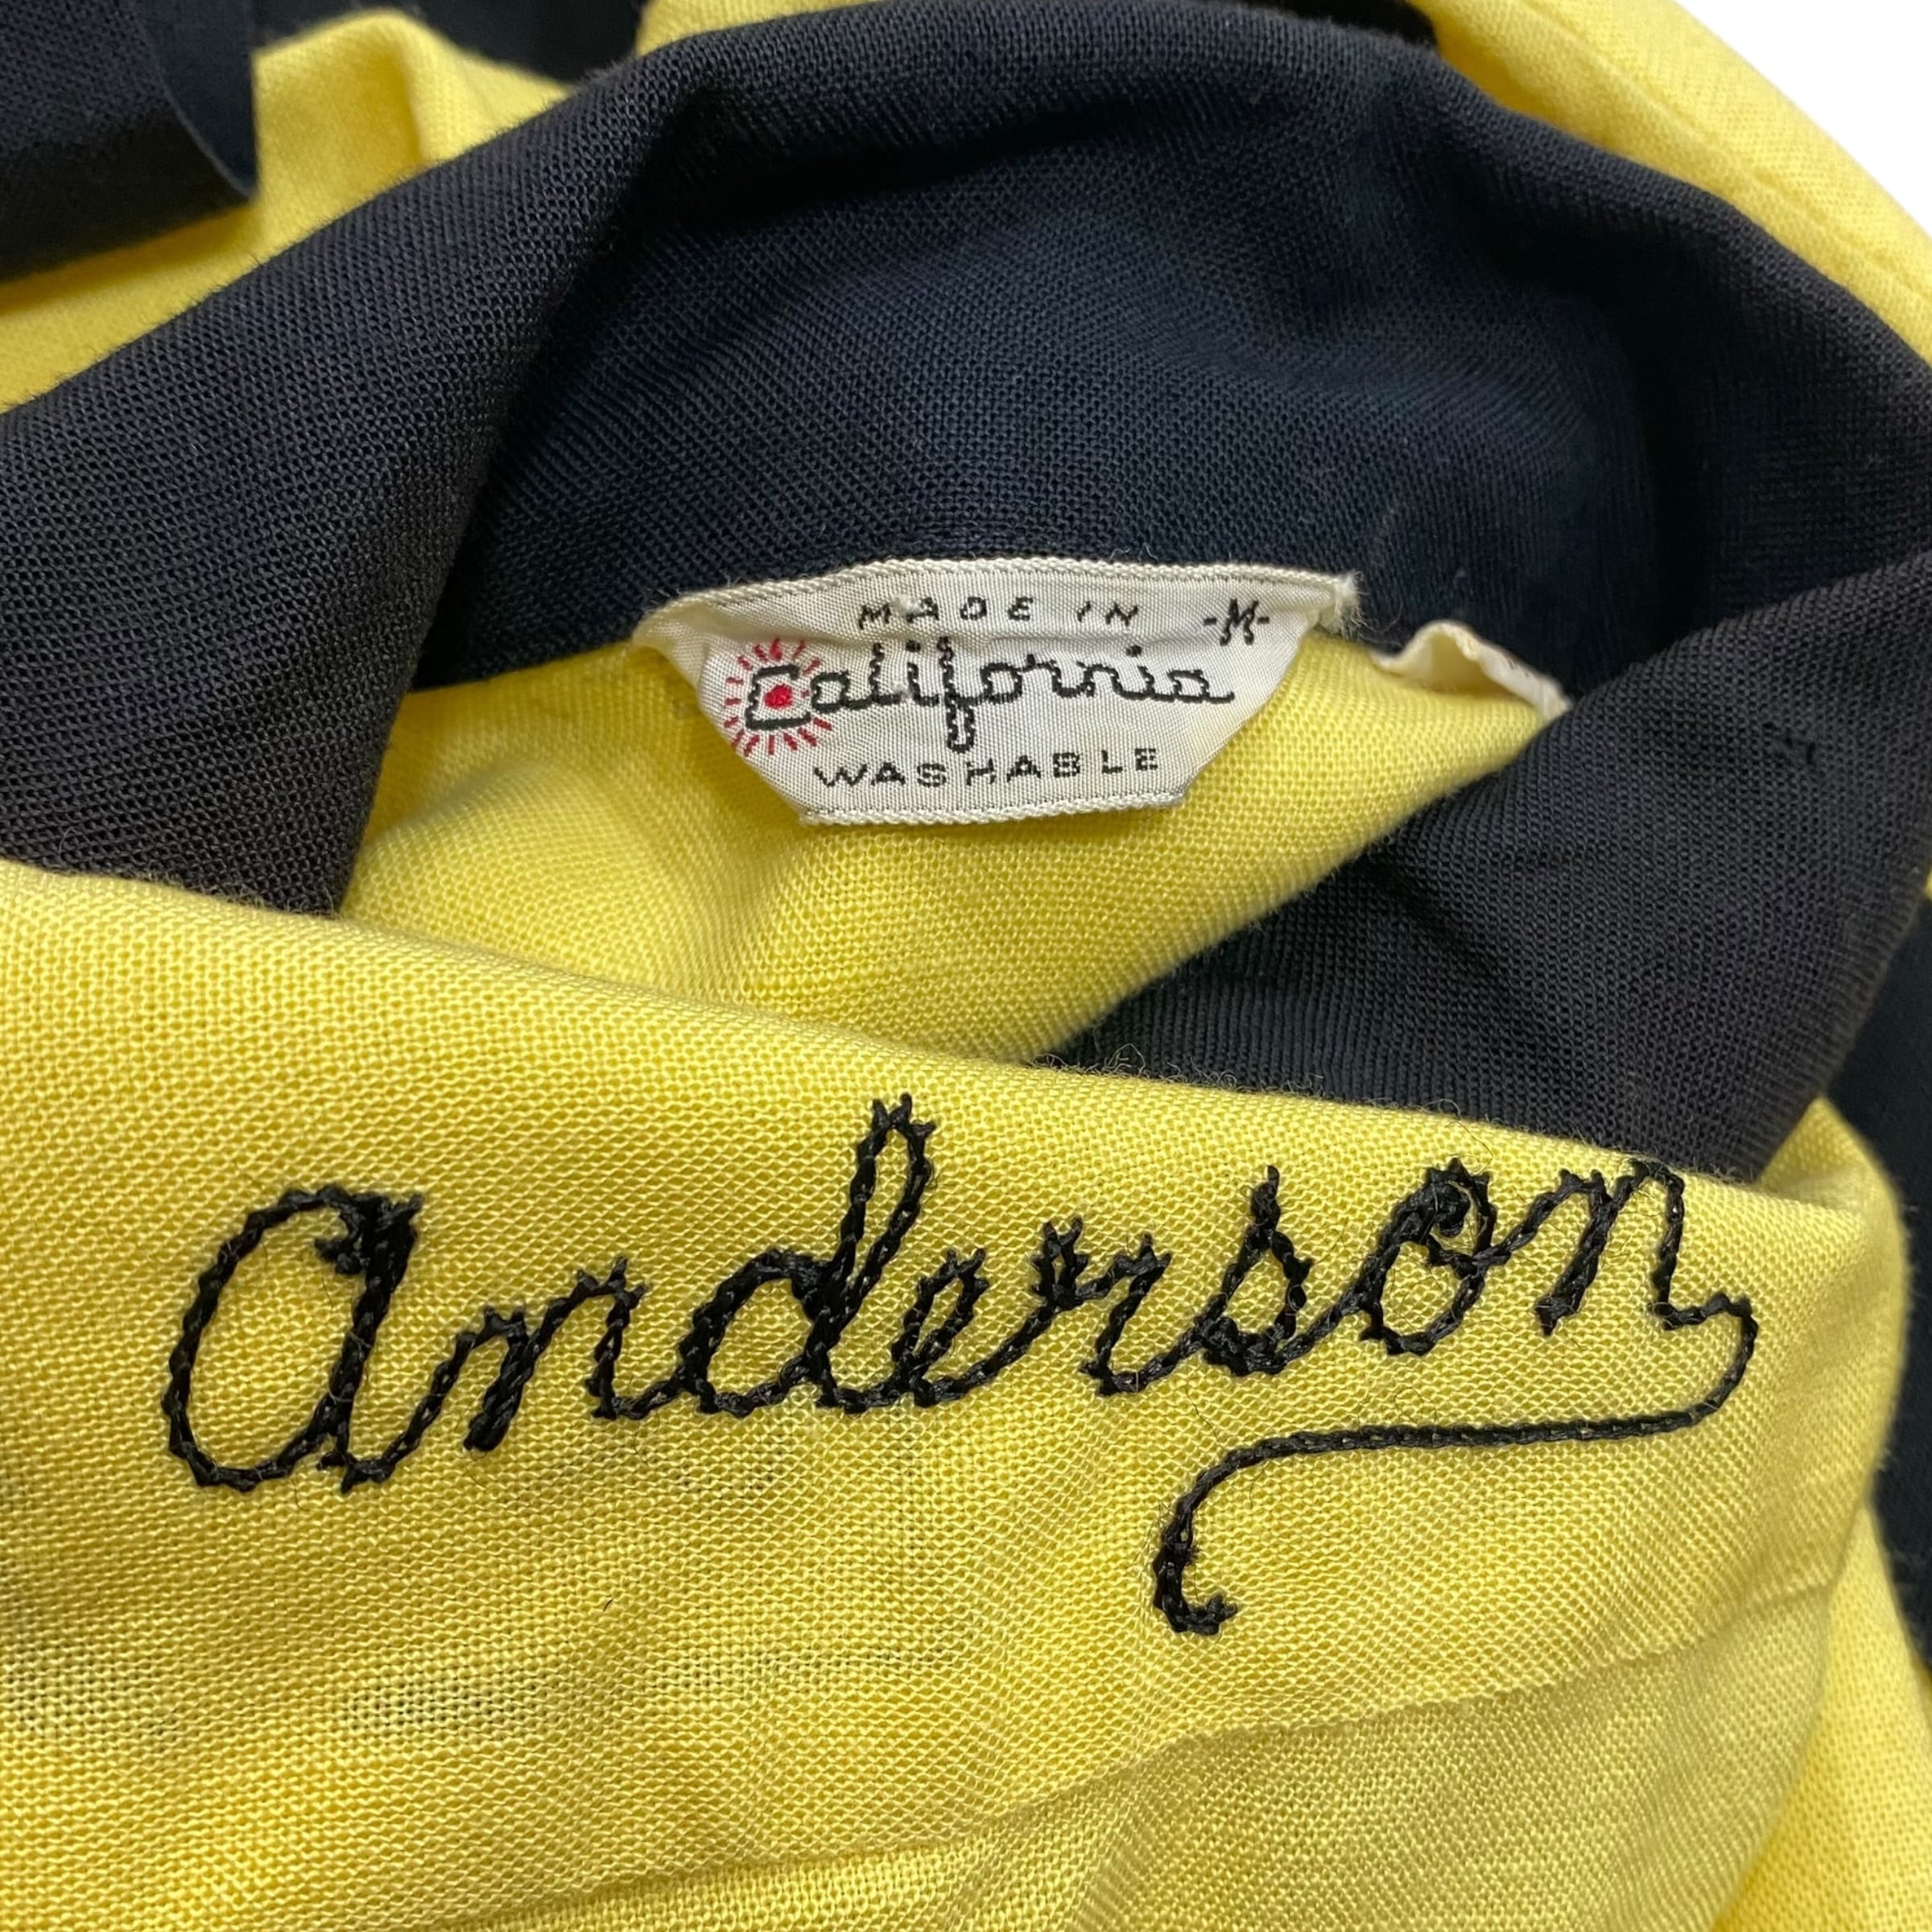 MADE IN -M-
California
WASHABLE
Anderson